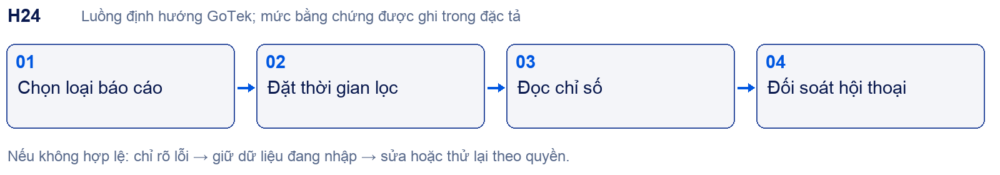 H24 Luồng định hướng GoTek; mức bằng chứng được ghi trong đặc tả
01
Chọn loại báo cáo
02
Đặt thời gian lọc
03
Đọc chỉ số
04
Đối soát hội thoại
Nếu không hợp lệ: chỉ rõ lỗi → giữ dữ liệu đang nhập → sửa hoặc thử lại theo quyền.